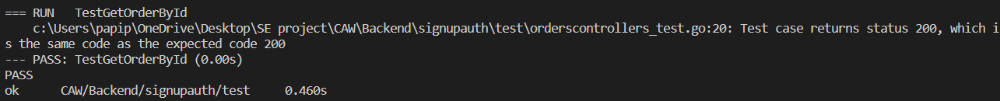 === RUN   TestGetOrderById
    c:\Users\papip\OneDrive\Desktop\SE project\CAW\Backend\signupauth\test\orderscontrollers_test.go:20: Test case returns status 200, which i
s the same code as the expected code 200
--- PASS: TestGetOrderById (0.00s)
PASS
ok      CAW/Backend/signupauth/test     0.460s